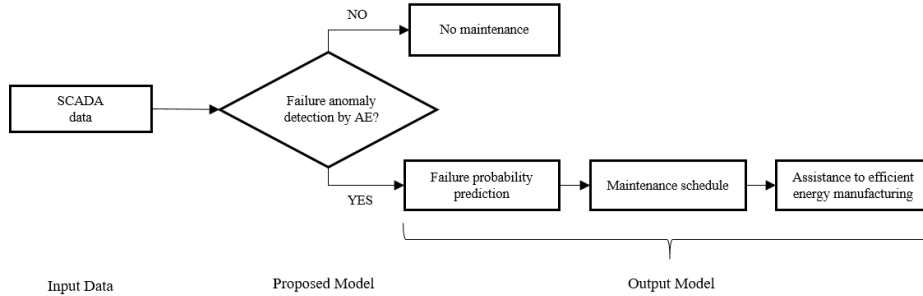 NO
No maintenance
SCADA
data
Failure anomaly
detection by AE?
YES
Failure probability
prediction
Maintenance schedule
Assistance to efficient
energy manufacturing
Input Data
Proposed Model
Output Model